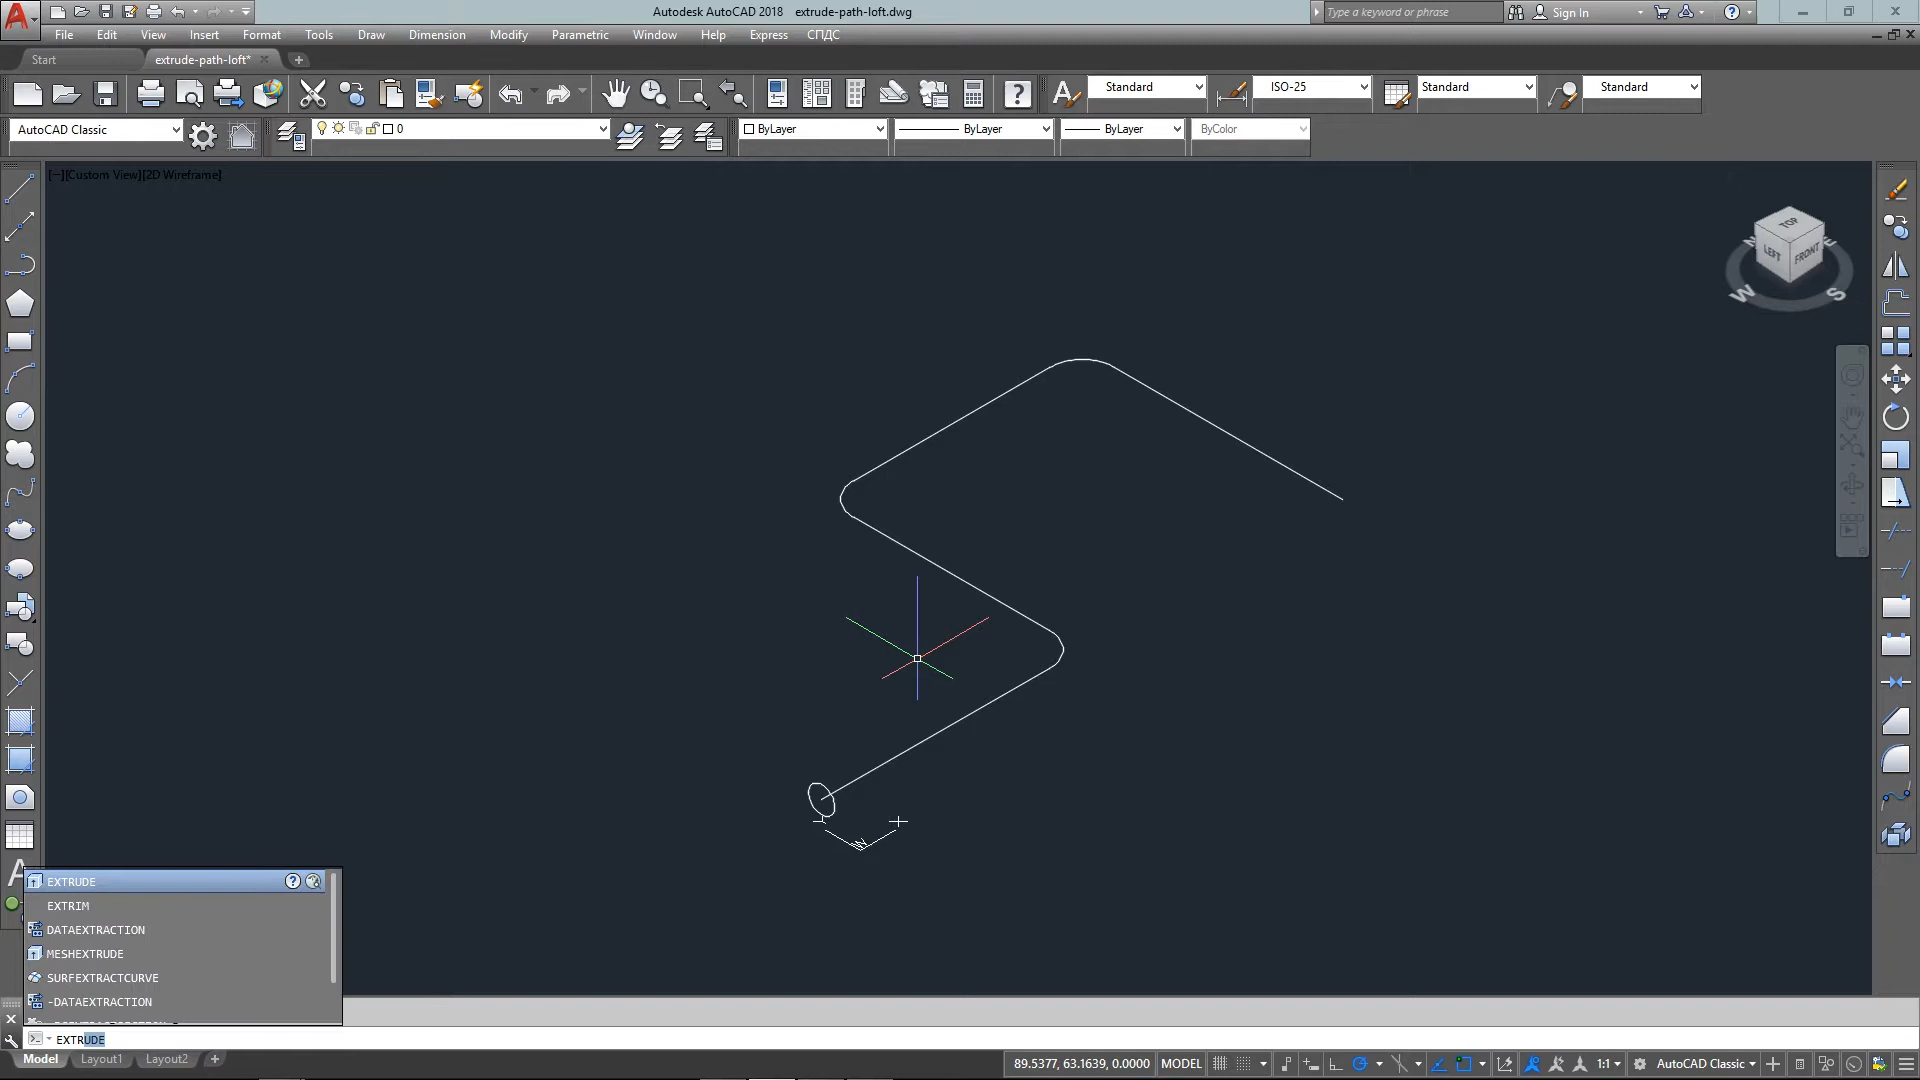 Autodesk AutoCAD 2018 extrude-path-loft.dwg
Type a keyword or phrase
Sign In
File Edit View Insert Format Tools Draw Dimension Modify Parametric Window Help Express СПДС
Start
extrude-path-loft*
Standard
ISO-25
Standard
Standard
AutoCAD Classic
0
ByLayer
ByLayer
ByLayer
ByColor
[−][Custom View][2D Wireframe]
TOP
LEFT
FRONT
N
E
W
S
W
EXTRUDE
EXTRIM
DATAEXTRACTION
MESHEXTRUDE
SURFEXTRACTCURVE
-DATAEXTRACTION
EXTRUDE
Model Layout1 Layout2 +
89.5377, 63.1639, 0.0000 MODEL
1:1
AutoCAD Classic